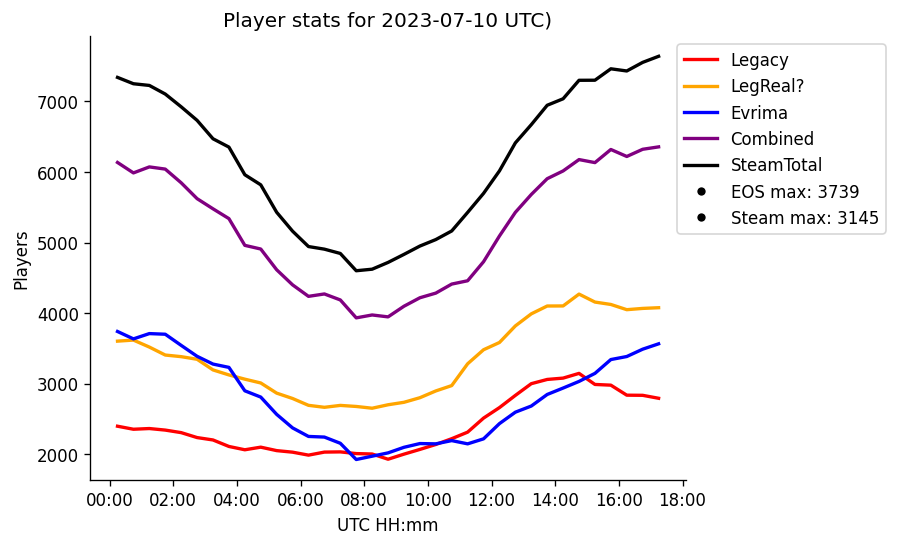 Player stats for 2023-07-10 UTC)
Legacy
LegReal?
Evrima
Combined
SteamTotal
EOS max: 3739
Steam max: 3145
Players
7000
6000
5000
4000
3000
2000
00:00 02:00 04:00 06:00 08:00 10:00 12:00 14:00 16:00 18:00
UTC HH:mm